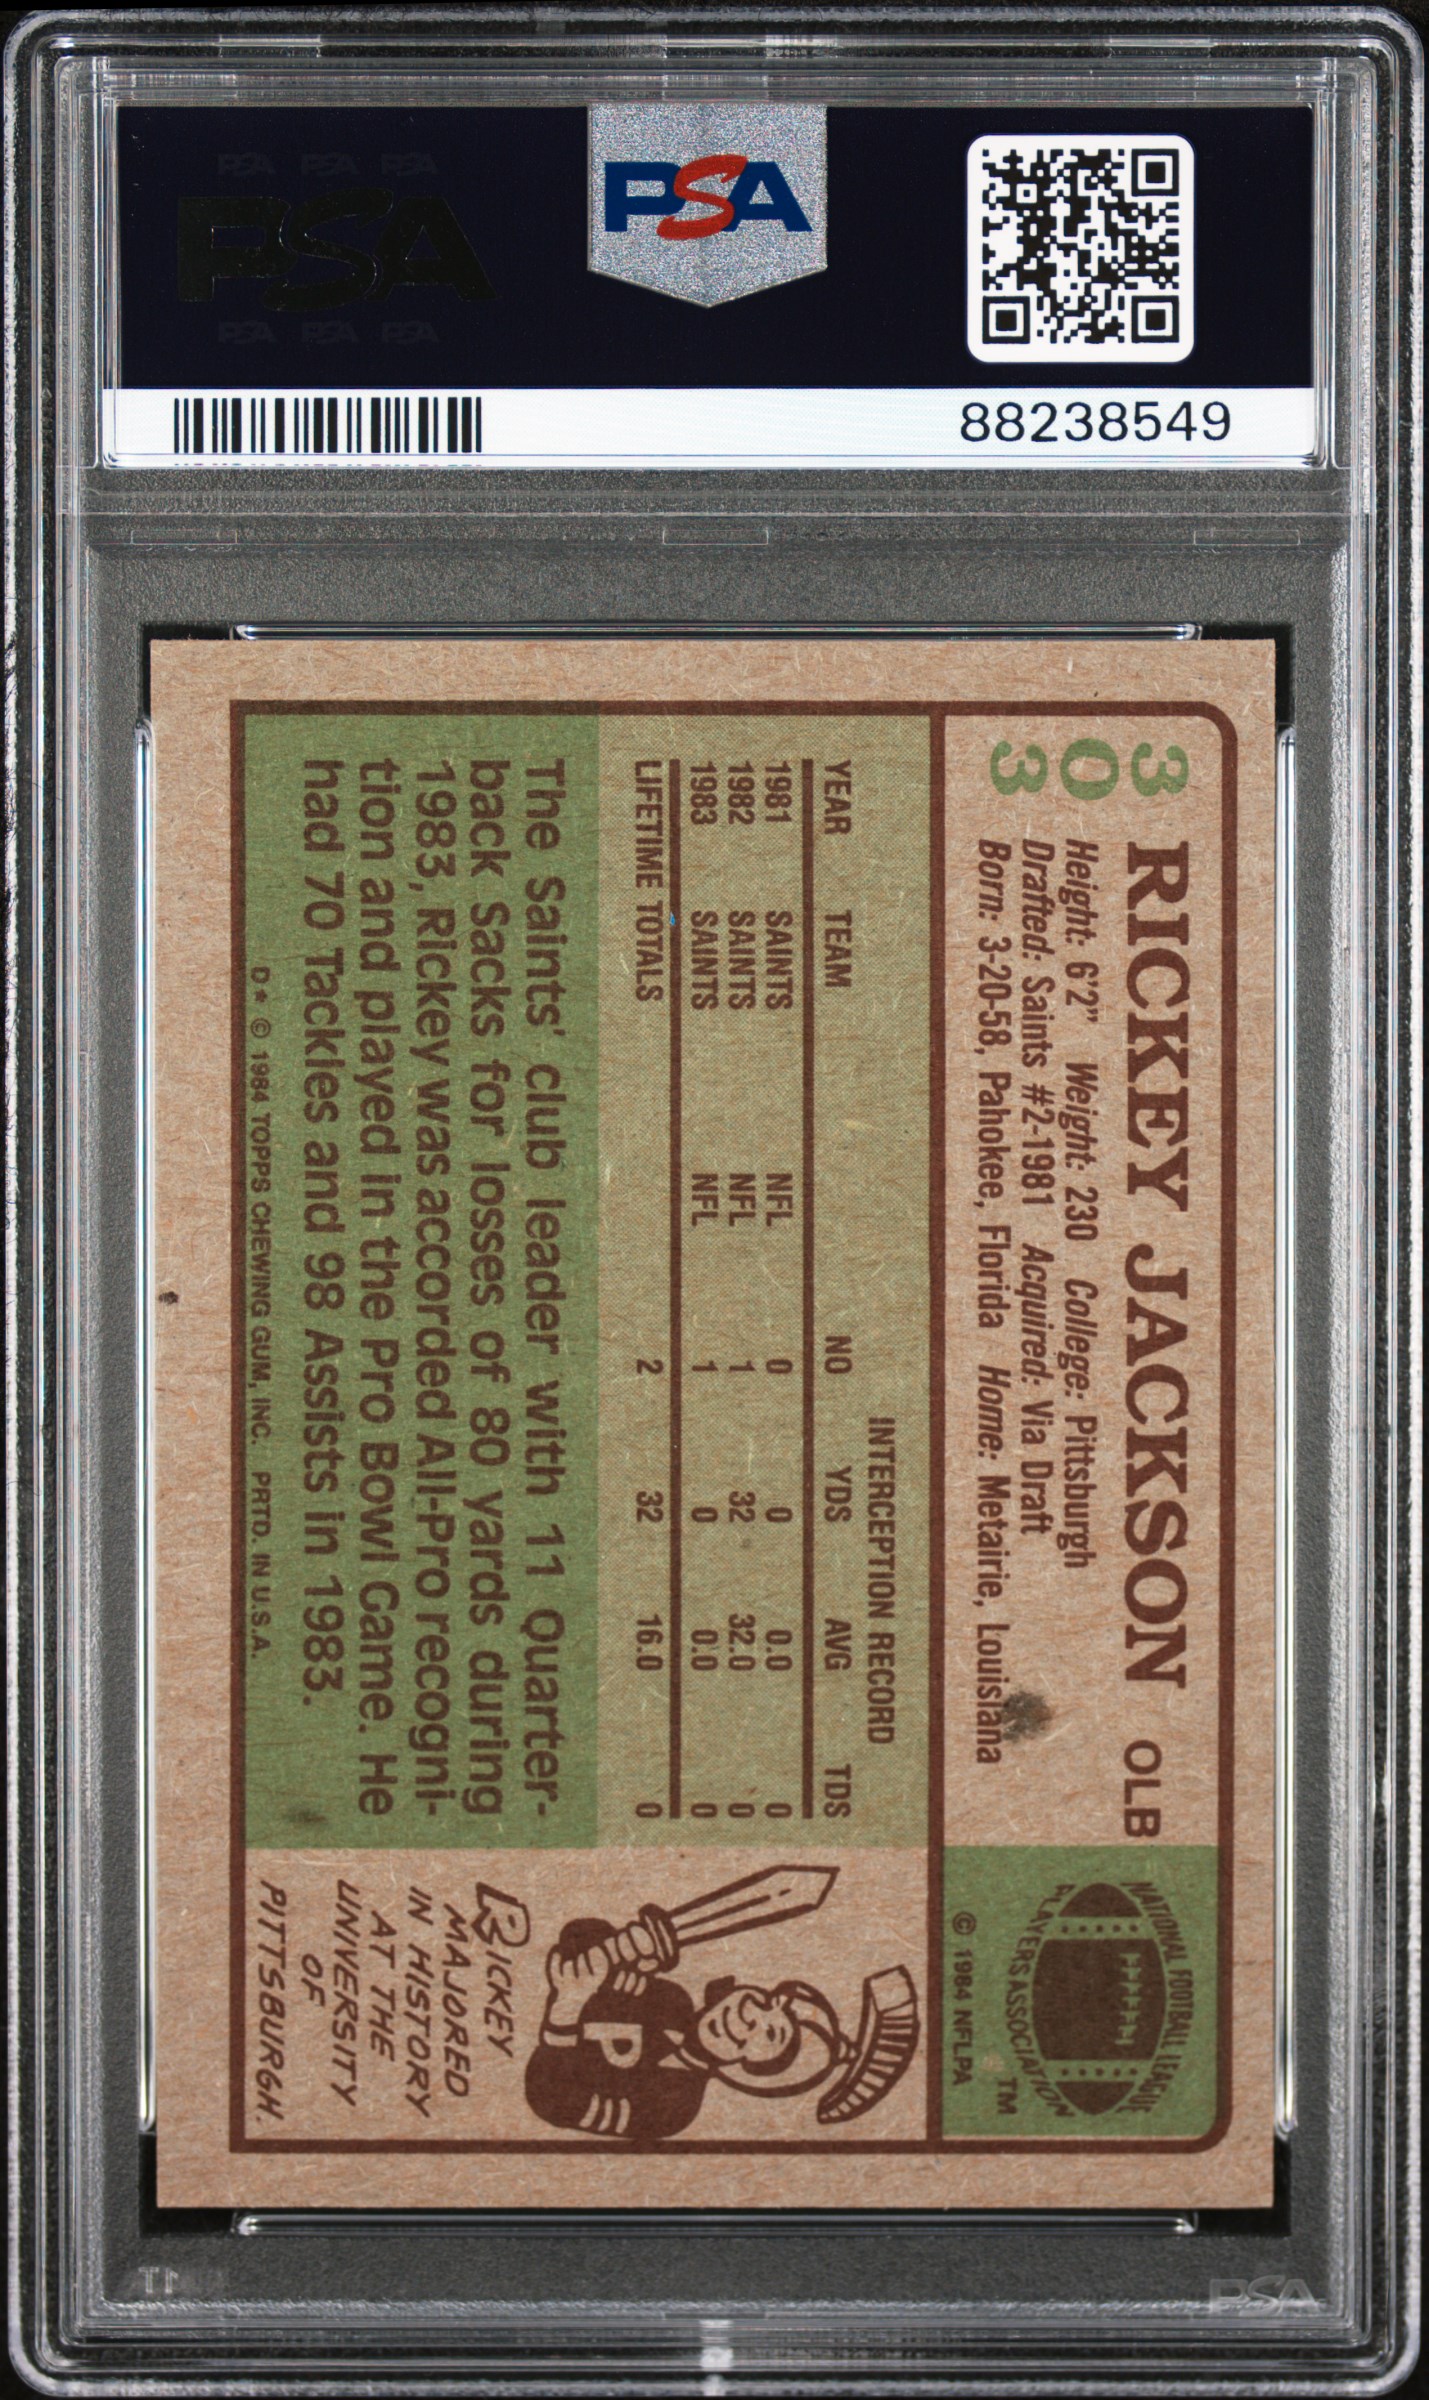 PSA PSA PSA
PSA
PSA PSA PSA
PSA
88238549
303
RICKEY JACKSON OLB
Height: 6'2" Weight: 230 College: Pittsburgh
Drafted: Saints #2-1981 Acquired: Via Draft
Born: 3-20-58, Pahokee, Florida Home: Metairie, Louisiana
NATIONAL FOOTBALL LEAGUE
PLAYERS ASSOCIATION
TM
© 1984 NFLPA
INTERCEPTION RECORD
YEAR TEAM NO YDS AVG TDS
1981 SAINTS NFL 0 0 0.0 0
1982 SAINTS NFL 1 32 32.0 0
1983 SAINTS NFL 1 0 0.0 0
LIFETIME TOTALS 2 32 16.0 0
The Saints' club leader with 11 Quarter-
back Sacks for losses of 80 yards during
1983, Rickey was accorded All-Pro recogni-
tion and played in the Pro Bowl Game. He
had 70 Tackles and 98 Assists in 1983.
D* © 1984 TOPPS CHEWING GUM, INC. PRTD. IN U.S.A.
P
RICKEY
MAJORED
IN HISTORY
AT THE
UNIVERSITY
OF
PITTSBURGH.
PSA